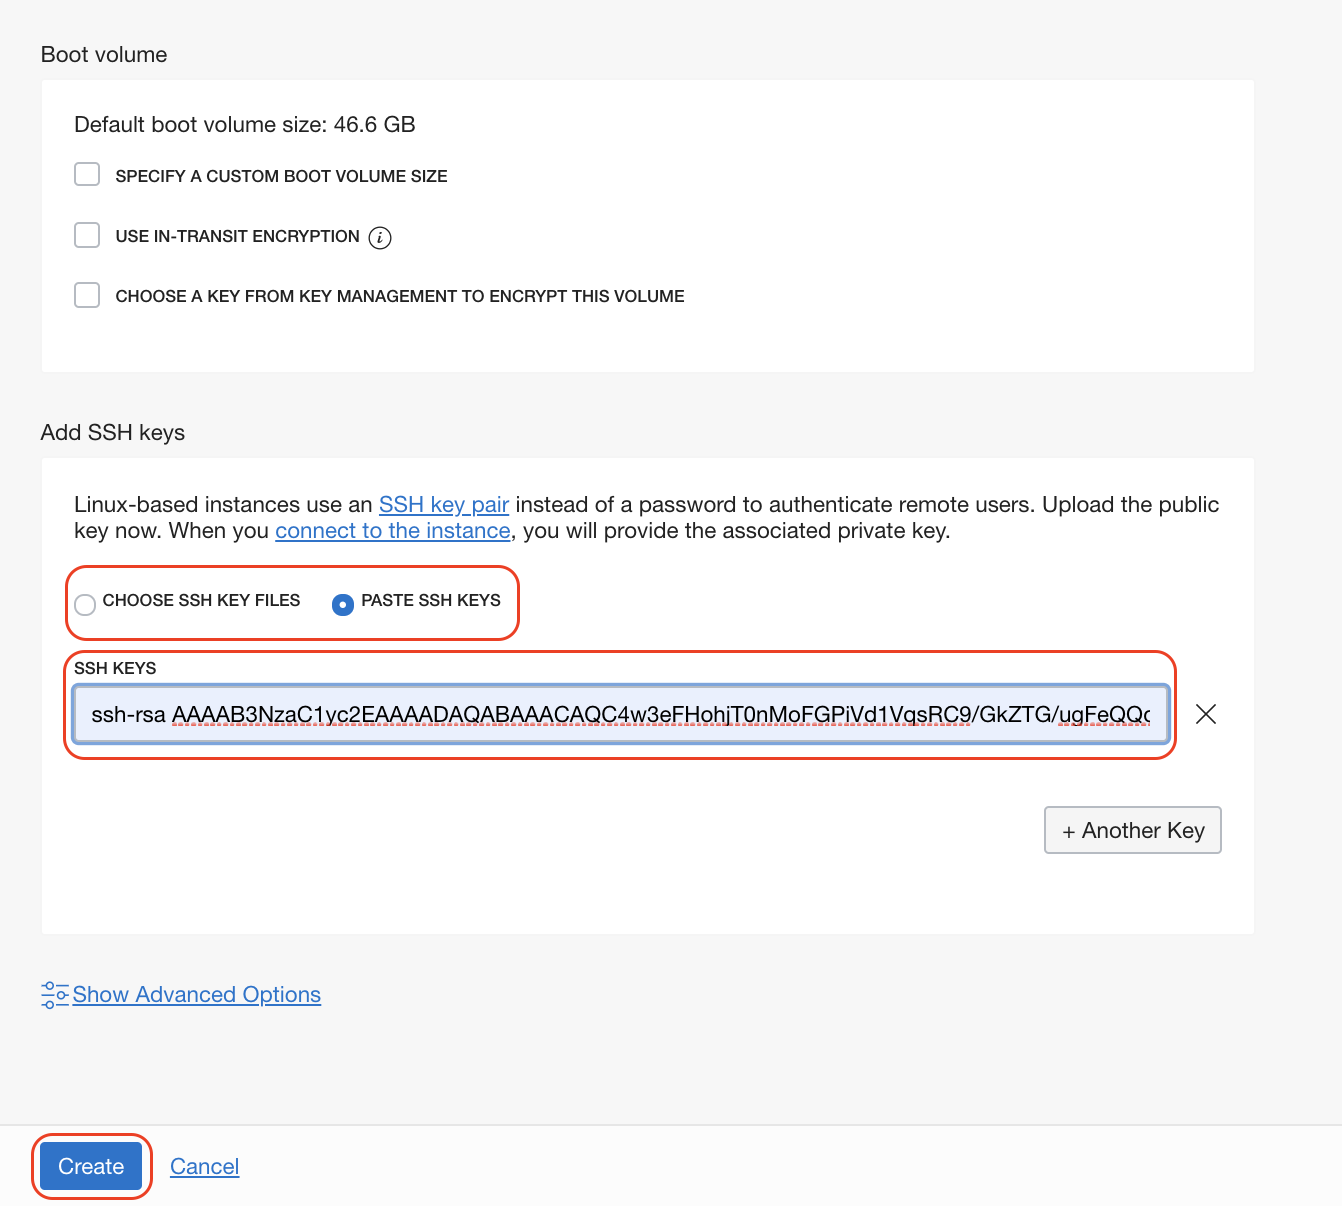 Boot volume
Default boot volume size: 46.6 GB
SPECIFY A CUSTOM BOOT VOLUME SIZE
USE IN-TRANSIT ENCRYPTION i
CHOOSE A KEY FROM KEY MANAGEMENT TO ENCRYPT THIS VOLUME
Add SSH keys
Linux-based instances use an SSH key pair instead of a password to authenticate remote users. Upload the public
key now. When you connect to the instance, you will provide the associated private key.
CHOOSE SSH KEY FILES PASTE SSH KEYS
SSH KEYS
ssh-rsa AAAAB3NzaC1yc2EAAAADAQABAAACAQC4w3eFHohjT0nMoFGPiVd1VqsRC9/GkZTG/ugFeQQc
+ Another Key
Show Advanced Options
Create Cancel